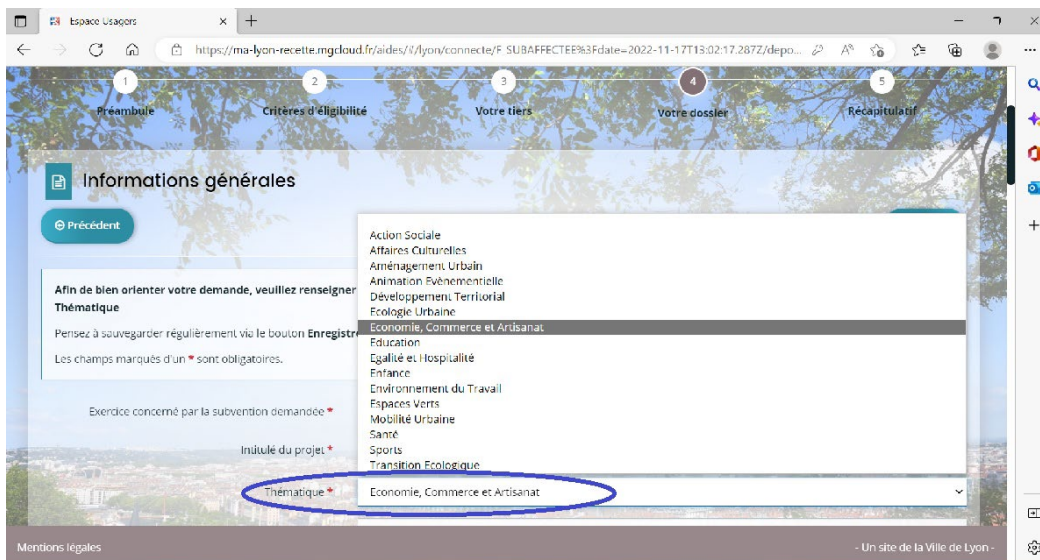 Espace Usagers
https://ma-lyon-recette.mgcloud.fr/aides/#/lyon/connecte/F_SUBAFFECTEE%3Fdate=2022-11-17T13:02:17.287Z/depo...
1 2 3 4 5
Préambule Critères d'éligibilité Votre tiers Votre dossier Récapitulatif
Informations générales
Précédent
Afin de bien orienter votre demande, veuillez renseigner
Thématique
Pensez à sauvegarder régulièrement via le bouton Enregistre
Les champs marqués d'un * sont obligatoires.
Action Sociale
Affaires Culturelles
Aménagement Urbain
Animation Evènementielle
Développement Territorial
Ecologie Urbaine
Economie, Commerce et Artisanat
Education
Egalité et Hospitalité
Enfance
Environnement du Travail
Espaces Verts
Mobilité Urbaine
Santé
Sports
Transition Ecologique
Exercice concerné par la subvention demandée *
Intitulé du projet *
Thématique * Economie, Commerce et Artisanat
Mentions légales - Un site de la Ville de Lyon -